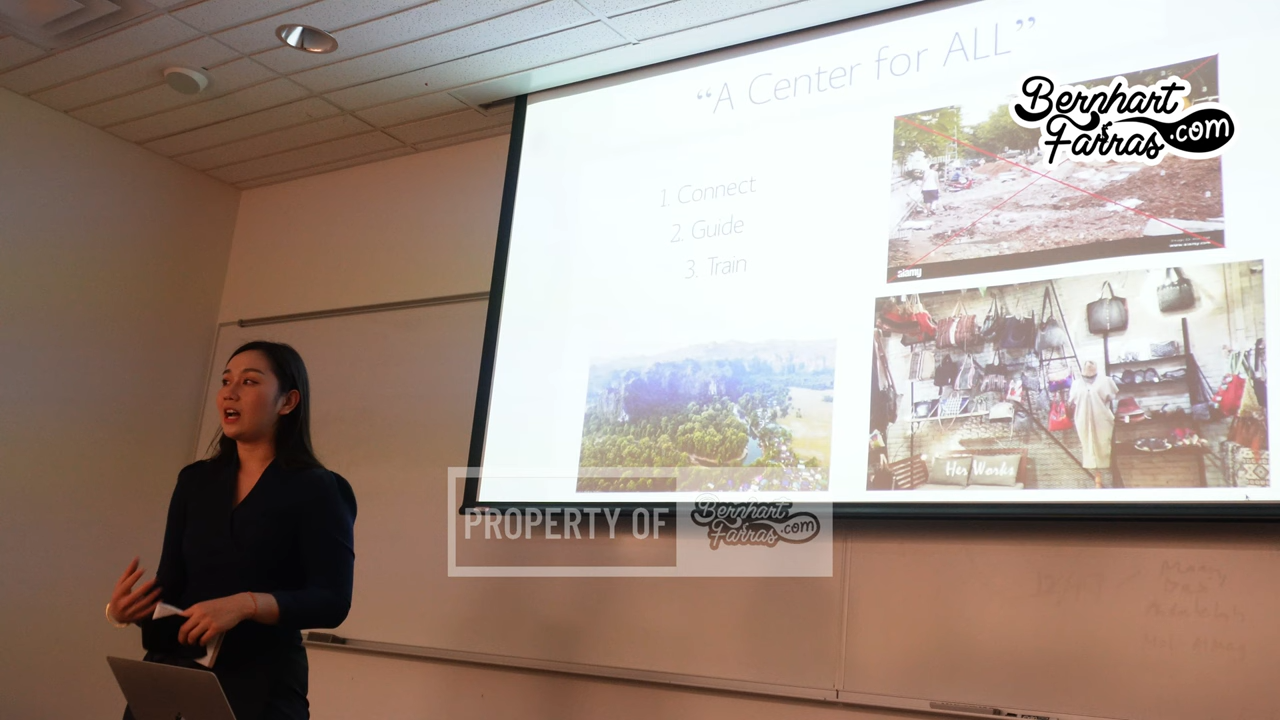 “A Center for ALL”
1. Connect
2. Guide
3. Train
Bernhart
Farras
.com
alamy
Her Works
PROPERTY OF
Bernhart
Farras
.com